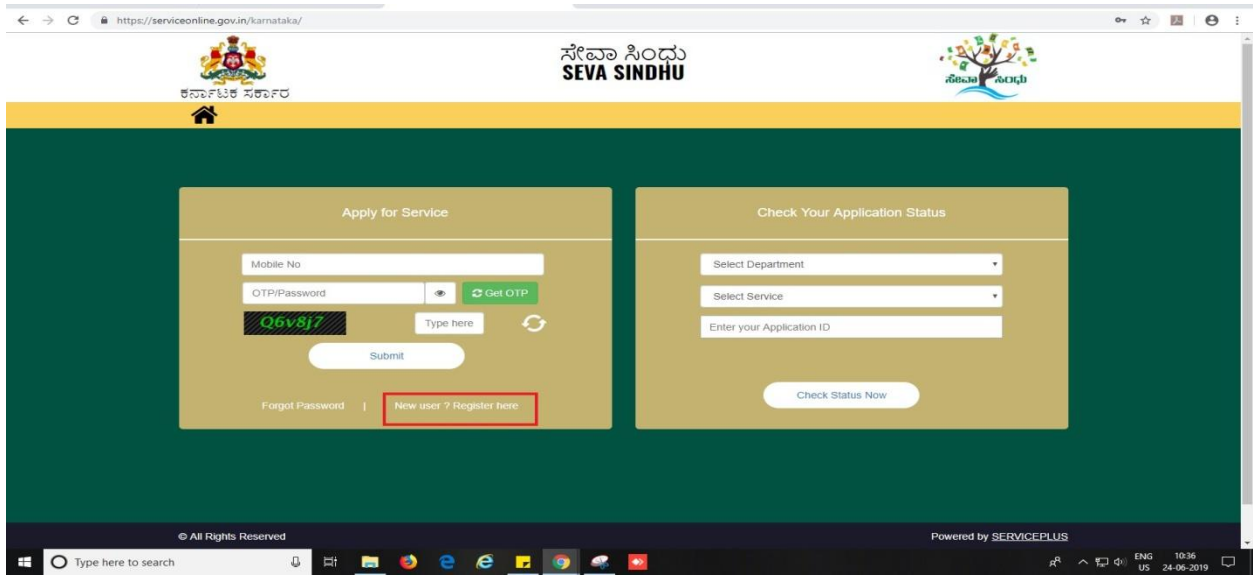 https://serviceonline.gov.in/karnataka/
ಕರ್ನಾಟಕ ಸರ್ಕಾರ
ಸೇವಾ ಸಿಂಧು
SEVA SINDHU
ಸೇವಾ ಸಿಂಧು
Apply for Service
Mobile No
OTP/Password
Get OTP
Q6v8j7
Type here
Submit
Forgot Password | New user ? Register here
Check Your Application Status
Select Department
Select Service
Enter your Application ID
Check Status Now
© All Rights Reserved
Powered by SERVICEPLUS
Type here to search
ENG
US
10:36
24-06-2019